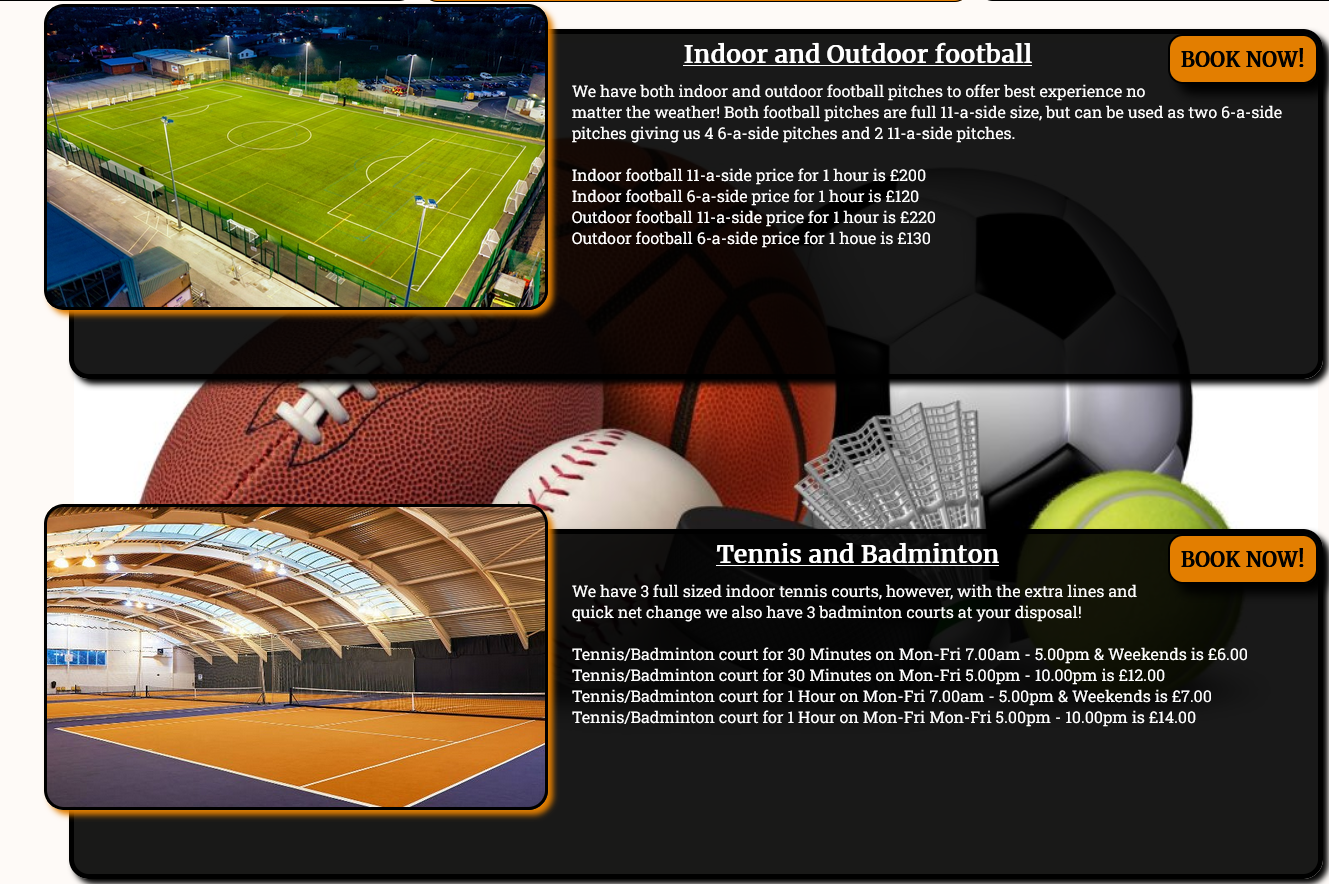 Indoor and Outdoor football
BOOK NOW!
We have both indoor and outdoor football pitches to offer best experience no
matter the weather! Both football pitches are full 11-a-side size, but can be used as two 6-a-side
pitches giving us 4 6-a-side pitches and 2 11-a-side pitches.
Indoor football 11-a-side price for 1 hour is £200
Indoor football 6-a-side price for 1 hour is £120
Outdoor football 11-a-side price for 1 hour is £220
Outdoor football 6-a-side price for 1 houe is £130
Tennis and Badminton
BOOK NOW!
We have 3 full sized indoor tennis courts, however, with the extra lines and
quick net change we also have 3 badminton courts at your disposal!
Tennis/Badminton court for 30 Minutes on Mon-Fri 7.00am - 5.00pm & Weekends is £6.00
Tennis/Badminton court for 30 Minutes on Mon-Fri 5.00pm - 10.00pm is £12.00
Tennis/Badminton court for 1 Hour on Mon-Fri 7.00am - 5.00pm & Weekends is £7.00
Tennis/Badminton court for 1 Hour on Mon-Fri Mon-Fri 5.00pm - 10.00pm is £14.00